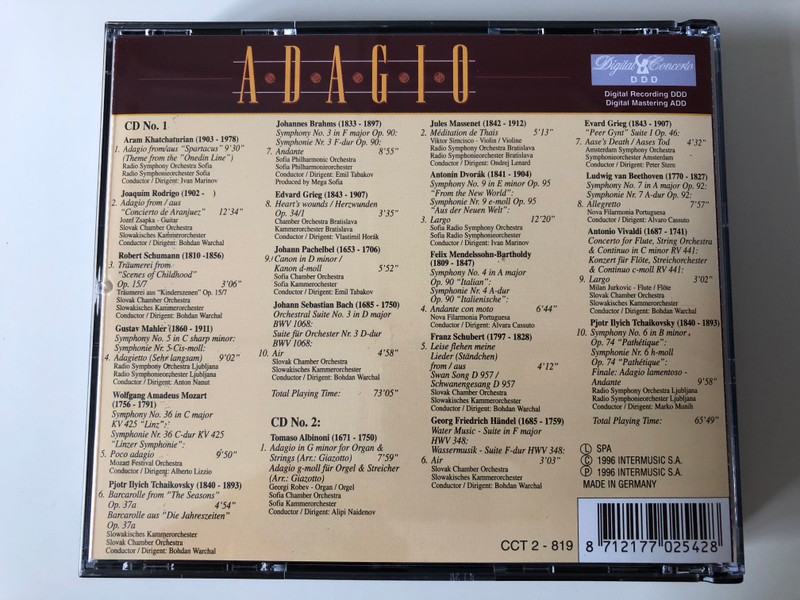 ADAGIO
Digital Concerto
DDD
Digital Recording DDD
Digital Mastering ADD
CD No. 1
Aram Khatchaturian (1903 - 1978)
1. Adagio from/aus "Spartacus" 9'30"
(Theme from the "Onedin Line")
Radio Symphony Orchestra Sofia
Radio Symphonieorchester Sofia
Conductor / Dirigent: Ivan Marinov
Joaquim Rodrigo (1902 - )
2. Adagio from / aus
"Concierto de Aranjuez" 12'34"
Jozef Zsapka - Guitar
Slovak Chamber Orchestra
Slowakisches Kammerorchester
Conductor / Dirigent: Bohdan Warchal
Robert Schumann (1810 -1856)
3. Träumerei from
"Scenes of Childhood"
Op. 15/7 3'06"
Träumerei aus "Kinderszenen" Op. 15/7
Slovak Chamber Orchestra
Slowakisches Kammerorchester
Conductor / Dirigent: Bohdan Warchal
Gustav Mahler (1860 - 1911)
Symphony No. 5 in C sharp minor:
Symphonie Nr. 5-Cis-moll:
4. Adagietto (Sehr langsam) 9'02"
Radio Symphony Orchestra Ljubljana
Radio Symphonieorchester Ljubljana
Conductor / Dirigent: Anton Nanut
Wolfgang Amadeus Mozart
(1756 - 1791)
Symphony No. 36 in C major
KV 425 "Linz":
Symphonie Nr. 36 C-dur KV 425
"Linzer Symphonie":
5. Poco adagio 9'50"
Mozart Festival Orchestra
Conductor / Dirigent: Alberto Lizzio
Pjotr Ilyich Tchaikovsky (1840 - 1893)
6. Barcarolle from "The Seasons"
Op. 37a 4'54"
Barcarolle aus "Die Jahreszeiten"
Op. 37a
Slowakisches Kammerorchester
Slovak Chamber Orchestra
Conductor / Dirigent: Bohdan Warchal
Johannes Brahms (1833 - 1897)
Symphony No. 3 in F major Op. 90:
Symphonie Nr. 3 F-dur Op. 90:
7. Andante 8'55"
Sofia Philharmonic Orchestra
Sofia Philharmonieorchester
Conductor / Dirigent: Emil Tabakov
Produced by Mega Sofia
Edvard Grieg (1843 - 1907)
8. Heart's wounds / Herzwunden
Op. 34/1 3'35"
Chamber Orchestra Bratislava
Kammerorchester Bratislava
Conductor / Dirigent: Vlastimil Horák
Johann Pachelbel (1653 - 1706)
9. Canon in D minor /
Kanon d-moll 5'52"
Sofia Chamber Orchestra
Sofia Kammerorchester
Conductor / Dirigent: Emil Tabakov
Johann Sebastian Bach (1685 - 1750)
Orchestral Suite No. 3 in D major
BWV 1068:
Suite für Orchester Nr. 3 D-dur
BWV 1068:
10. Air 4'58"
Slovak Chamber Orchestra
Slowakisches Kammerorchester
Conductor / Dirigent: Bohdan Warchal
Total Playing Time: 73'05"
CD No. 2:
Tomaso Albinoni (1671 - 1750)
1. Adagio in G minor for Organ &
Strings (Arr.: Giazotto) 7'59"
Adagio g-moll für Orgel & Streicher
(Arr.: Giazotto)
Georgi Robev - Organ / Orgel
Sofia Chamber Orchestra
Sofia Kammerorchester
Conductor / Dirigent: Alipi Naidenov
Jules Massenet (1842 - 1912)
2. Méditation de Thais 5'13"
Viktor Simcisco - Violin / Violine
Radio Symphony Orchestra Bratislava
Radio Symphonieorchester Bratislava
Conductor / Dirigent: Ondrej Lenard
Antonin Dvorák (1841 - 1904)
Symphony No. 9 in E minor Op. 95
"From the New World":
Symphonie Nr. 9 e-moll Op. 95
"Aus der Neuen Welt":
3. Largo 12'20"
Sofia Radio Symphony Orchestra
Sofia Radio Symphonieorchester
Conductor / Dirigent: Ivan Marinov
Felix Mendelssohn-Bartholdy
(1809 - 1847)
Symphony No. 4 in A major
Op. 90 "Italian":
Symphonie Nr. 4 A-dur
Op. 90 "Italienische":
4. Andante con moto 6'44"
Nova Filarmonia Portuguesa
Conductor / Dirigent: Alvaro Cassuto
Franz Schubert (1797 - 1828)
5. Leise flehen meine
Lieder (Ständchen)
from / aus 4'12"
Swan Song D 957 /
Schwanengesang D 957
Slovak Chamber Orchestra
Slowakisches Kammerorchester
Conductor / Dirigent: Bohdan Warchal
Georg Friedrich Händel (1685 - 1759)
Water Music - Suite in F major
HWV 348:
Wassermusik - Suite F-dur HWV 348:
6. Air 3'03"
Slovak Chamber Orchestra
Slowakisches Kammerorchester
Conductor / Dirigent: Bohdan Warchal
Evard Grieg (1843 - 1907)
"Peer Gynt" Suite I Op. 46:
7. Aase's Death / Aases Tod 4'32"
Amsterdam Symphony Orchestra
Symphonieorchester Amsterdam
Conductor / Dirigent: Peter Stern
Ludwig van Beethoven (1770 - 1827)
Symphony No. 7 in A major Op. 92:
Symphonie Nr. 7 A-dur Op. 92:
8. Allegretto 7'57"
Nova Filarmonia Portuguesa
Conductor / Dirigent: Alvaro Cassuto
Antonio Vivaldi (1687 - 1741)
Concerto for Flute, String Orchestra
& Continuo in C minor RV 441:
Konzert für Flöte, Streichorchester
& Continuo c-moll RV 441:
9. Largo 3'02"
Milan Jurkovic - Flute / Flöte
Slovak Chamber Orchestra
Slowakisches Kammerorchester
Conductor / Dirigent: Bohdan Warchal
Pjotr Ilyich Tchaikovsky (1840 - 1893)
10. Symphony No. 6 in B minor
Op. 74 "Pathétique":
Symphonie Nr. 6 h-moll
Op. 74 "Pathétique":
Finale: Adagio lamentoso -
Andante 9'58"
Radio Symphony Orchestra Ljubljana
Radio Symphonieorchester Ljubljana
Conductor / Dirigent: Marko Munih
Total Playing Time: 65'49"
Ⓛ SPA
Ⓒ 1996 INTERMUSIC S.A.
Ⓟ 1996 INTERMUSIC S.A.
MADE IN GERMANY
CCT 2 - 819
8 712177 025428